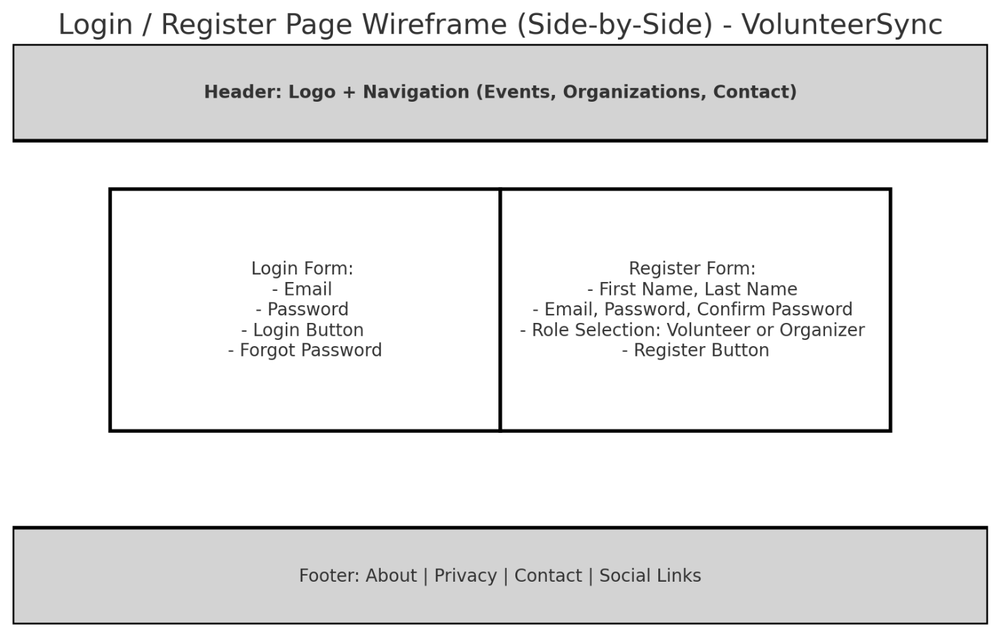 Login / Register Page Wireframe (Side-by-Side) - VolunteerSync
Header: Logo + Navigation (Events, Organizations, Contact)
Login Form:
- Email
- Password
- Login Button
- Forgot Password
Register Form:
- First Name, Last Name
- Email, Password, Confirm Password
- Role Selection: Volunteer or Organizer
- Register Button
Footer: About | Privacy | Contact | Social Links